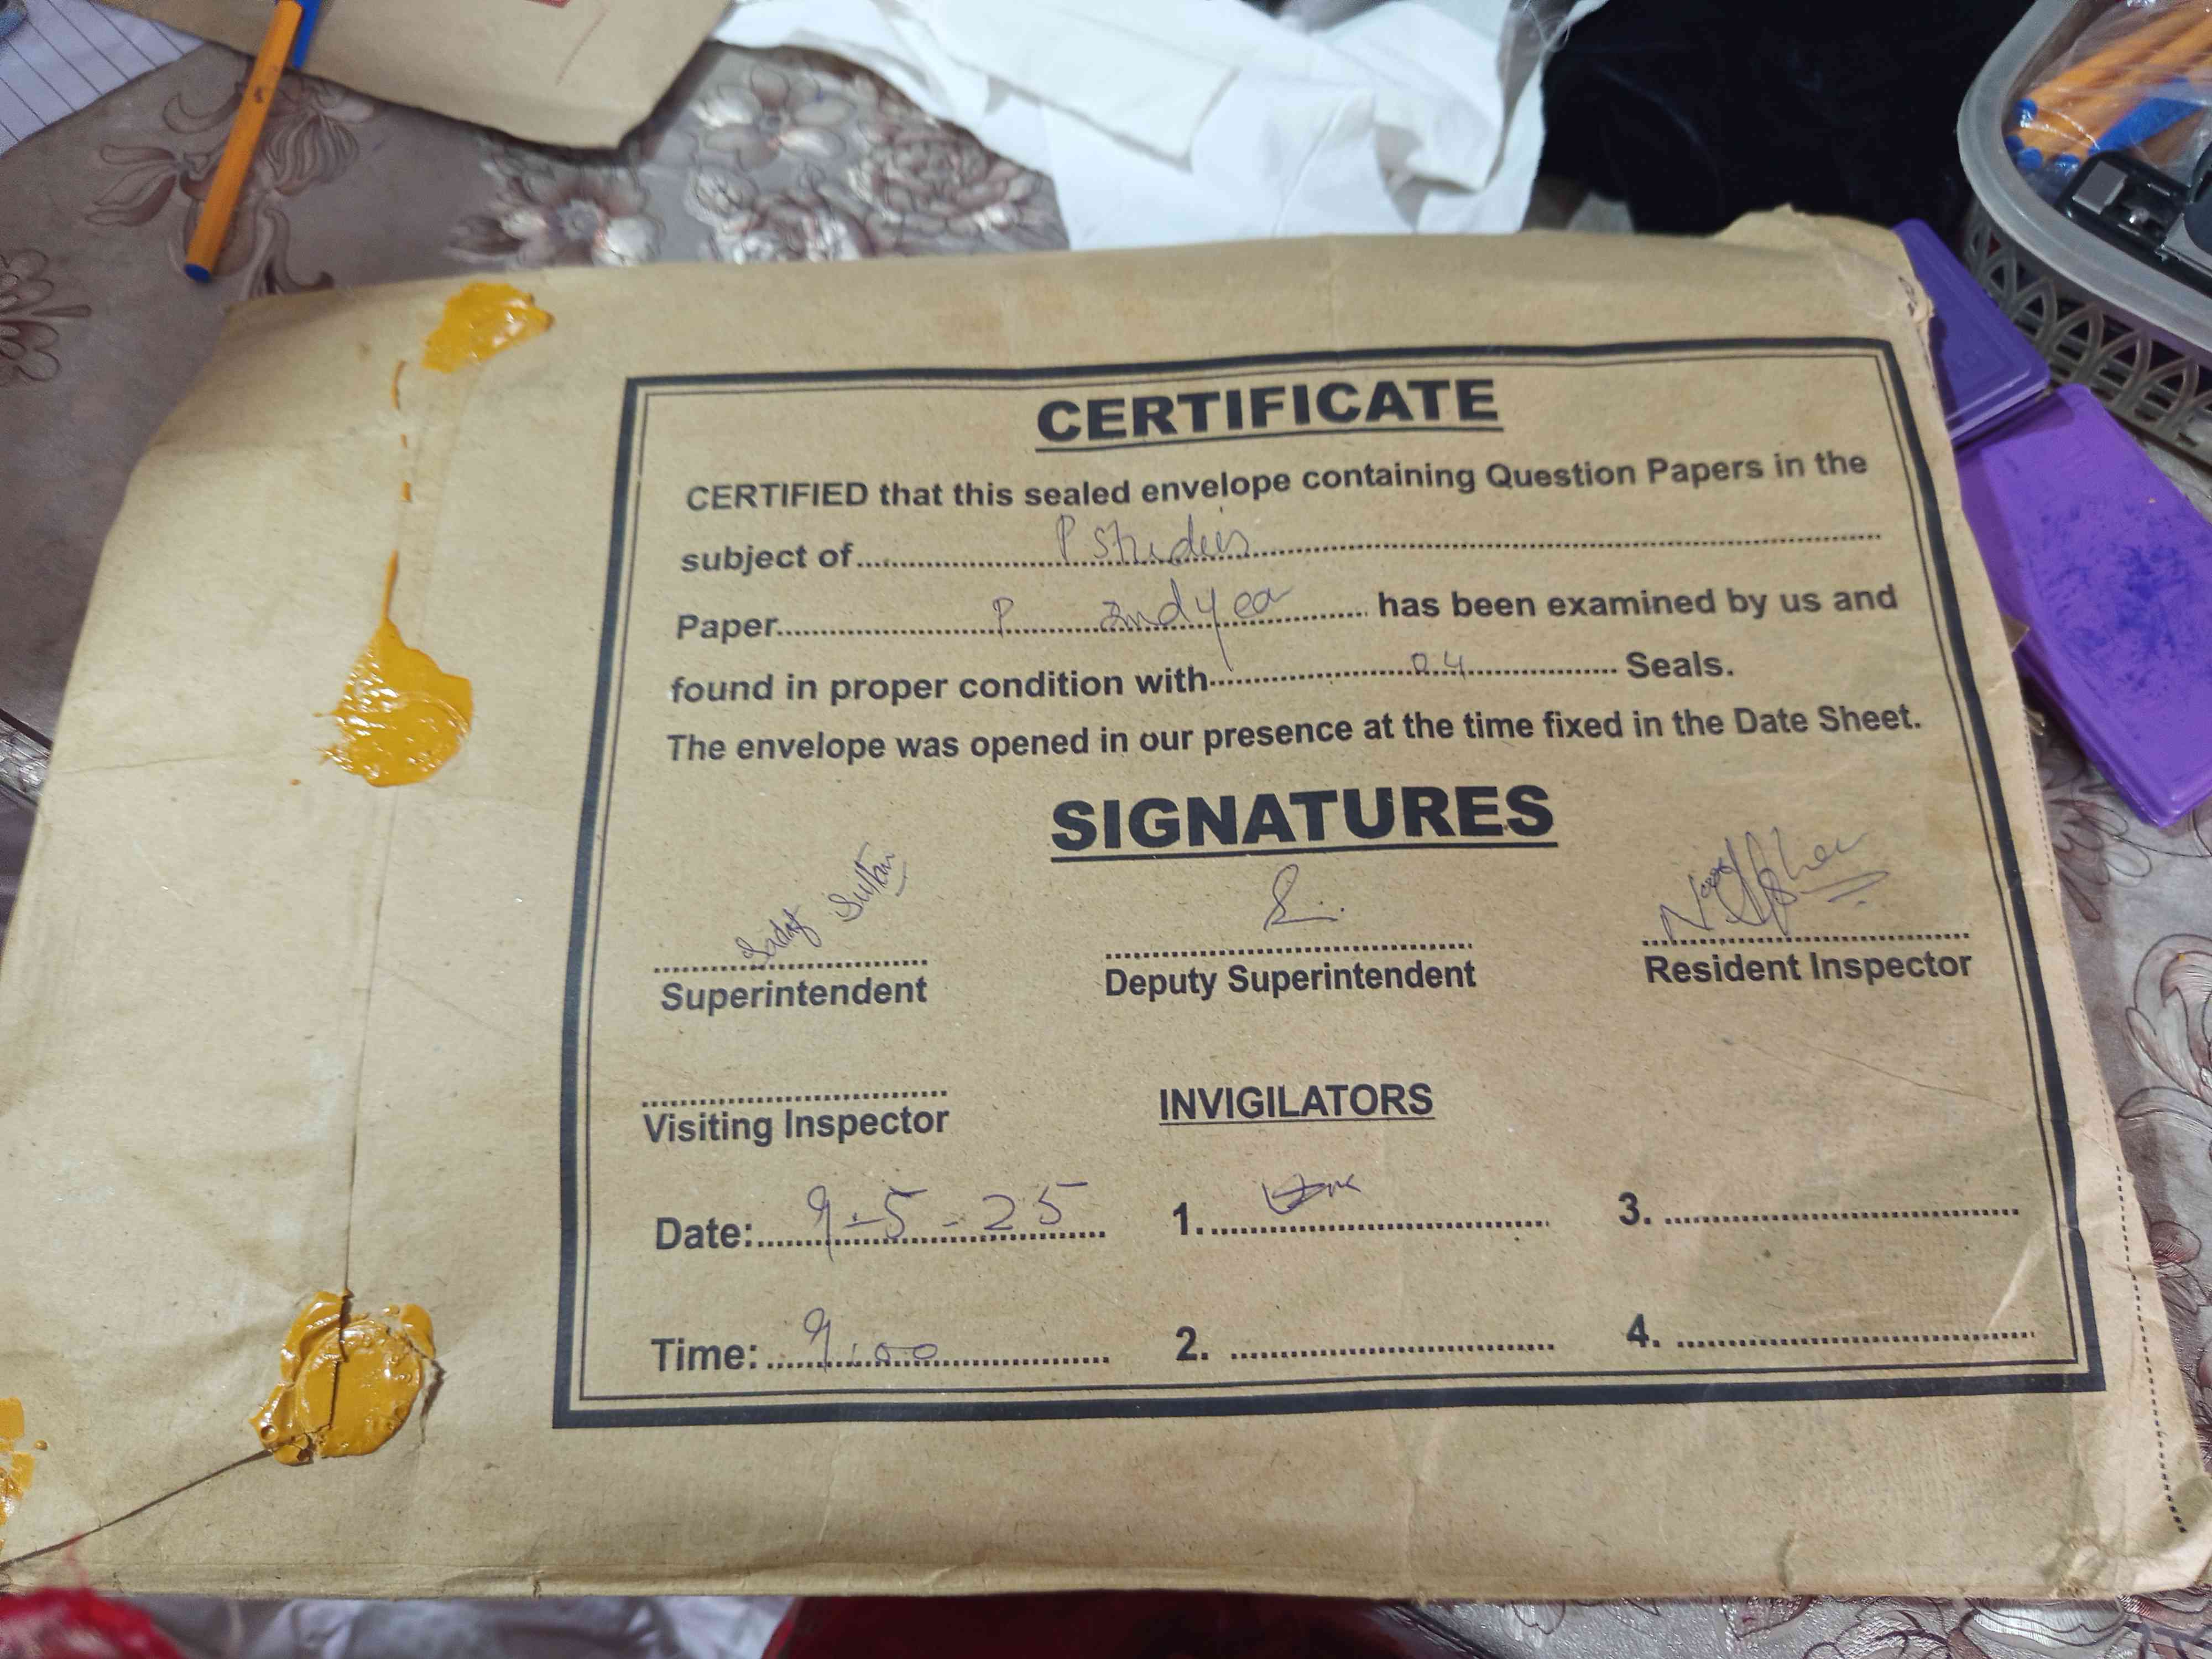 CERTIFICATE
CERTIFIED that this sealed envelope containing Question Papers in the
subject of.....P Studies.....
Paper.....P 2nd yea..... has been examined by us and
found in proper condition with.....04..... Seals.
The envelope was opened in our presence at the time fixed in the Date Sheet.
SIGNATURES
Sadaf Sultan
Superintendent
Deputy Superintendent
Resident Inspector
Visiting Inspector
INVIGILATORS
Date:.....9-5-25..... 1........... 3...........
Time:.....9:00..... 2........... 4...........